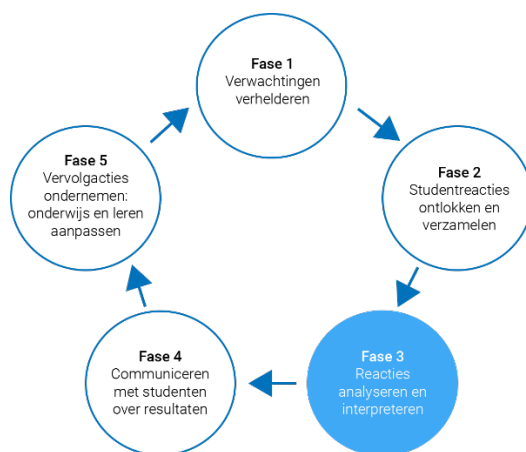 Fase 1
Verwachtingen
verhelderen
Fase 2
Studentreacties
ontlokken en
verzamelen
Fase 3
Reacties
analyseren en
interpreteren
Fase 4
Communiceren
met studenten
over resultaten
Fase 5
Vervolgacties
ondernemen:
onderwijs en leren
aanpassen